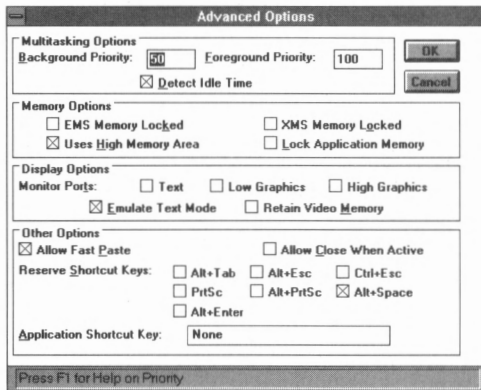 Advanced Options
Multitasking Options
Background Priority: 50 Foreground Priority: 100
OK
Detect Idle Time
Cancel
Memory Options
EMS Memory Locked XMS Memory Locked
Uses High Memory Area Lock Application Memory
Display Options
Monitor Ports: Text Low Graphics High Graphics
Emulate Text Mode Retain Video Memory
Other Options
Allow Fast Paste Allow Close When Active
Reserve Shortcut Keys: Alt+Tab Alt+Esc Ctrl+Esc
PrtSc Alt+PrtSc Alt+Space
Alt+Enter
Application Shortcut Key: None
Press F1 for Help on Priority